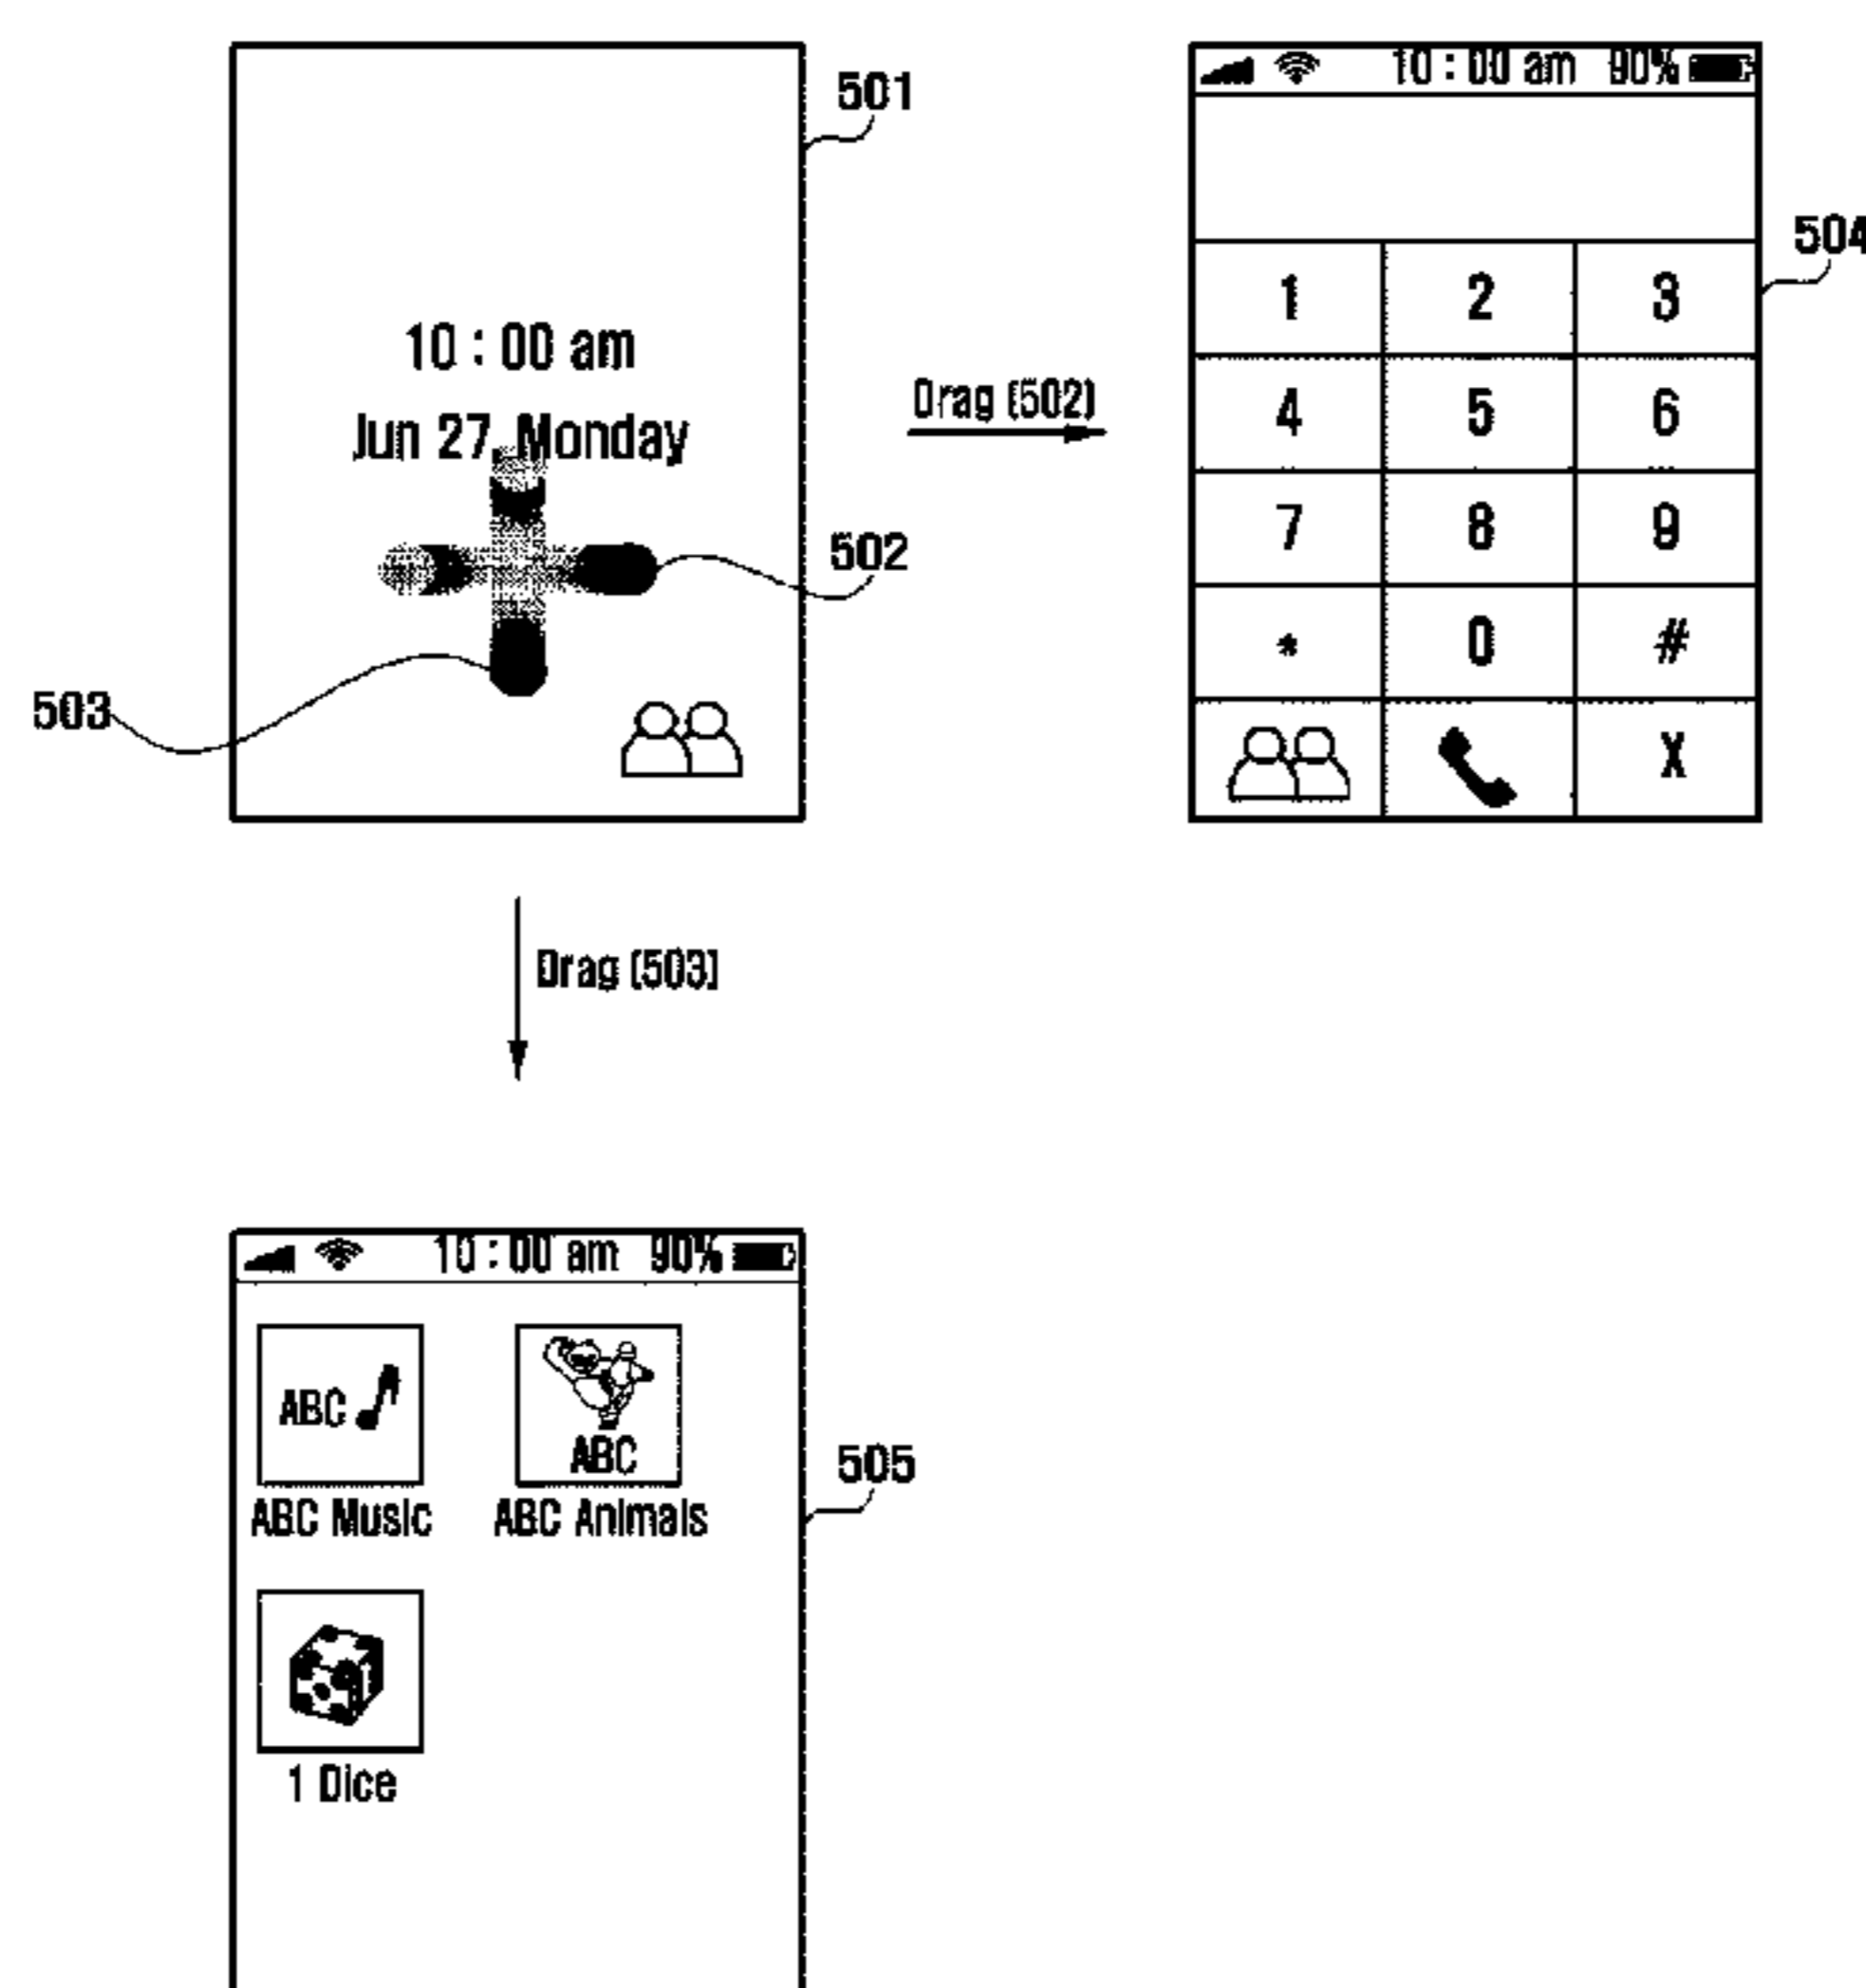 501
10 : 00 am
Jun 27, Monday
502
503
Drag (502)
10 : 00 am 90%
504
1 2 3
4 5 6
7 8 9
* 0 #
X
Drag (503)
10 : 00 am 90%
ABC
ABC
ABC Music ABC Animals
505
1 Dice